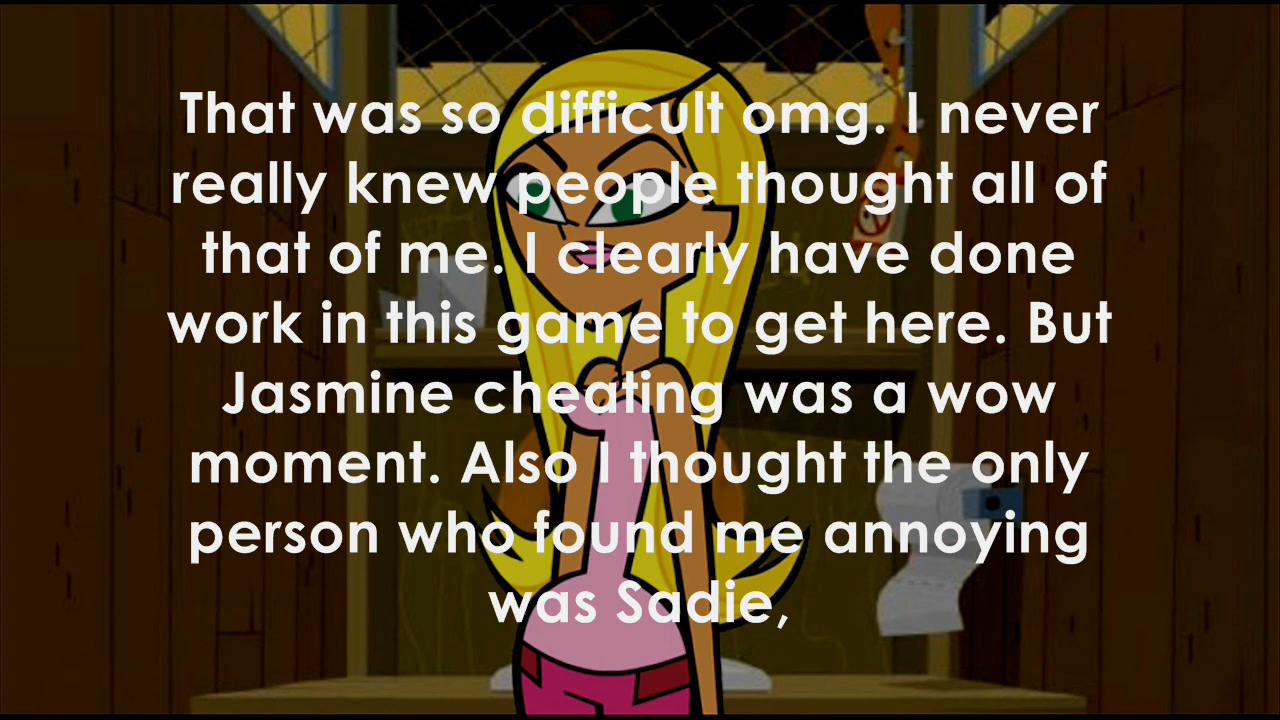 That was so difficult omg. I never
really knew people thought all of
that of me. I clearly have done
work in this game to get here. But
Jasmine cheating was a wow
moment. Also I thought the only
person who found me annoying
was Sadie,